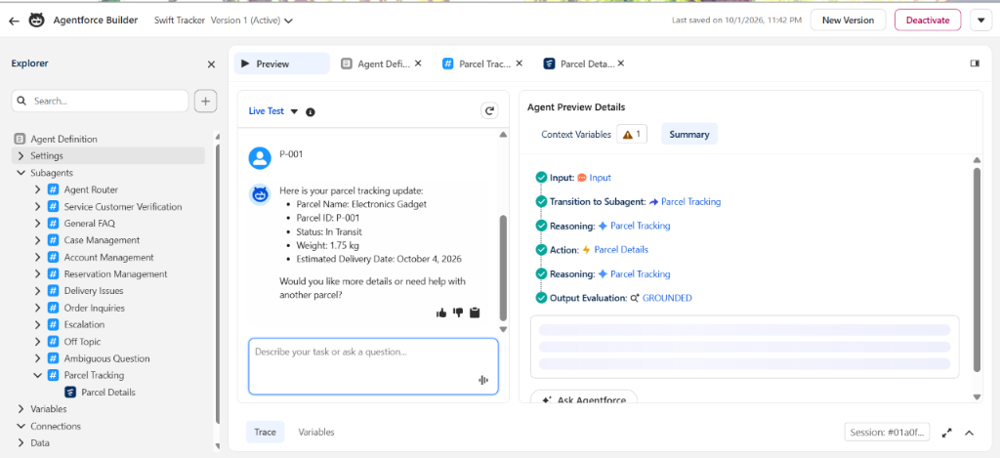 Agentforce Builder Swift Tracker Version 1 (Active) Last saved on 10/1/2026, 11:42 PM New Version Deactivate
Explorer
Search...
Agent Definition
Settings
Subagents
Agent Router
Service Customer Verification
General FAQ
Case Management
Account Management
Reservation Management
Delivery Issues
Order Inquiries
Escalation
Off Topic
Ambiguous Question
Parcel Tracking
Parcel Details
Variables
Connections
Data
Preview Agent Defi... Parcel Trac... Parcel Deta...
Live Test
P-001
Here is your parcel tracking update:
• Parcel Name: Electronics Gadget
• Parcel ID: P-001
• Status: In Transit
• Weight: 1.75 kg
• Estimated Delivery Date: October 4, 2026
Would you like more details or need help with
another parcel?
Describe your task or ask a question...
Agent Preview Details
Context Variables 1 Summary
Input: Input
Transition to Subagent: Parcel Tracking
Reasoning: Parcel Tracking
Action: Parcel Details
Reasoning: Parcel Tracking
Output Evaluation: GROUNDED
Ask Agentforce
Trace Variables Session: #01a0f...